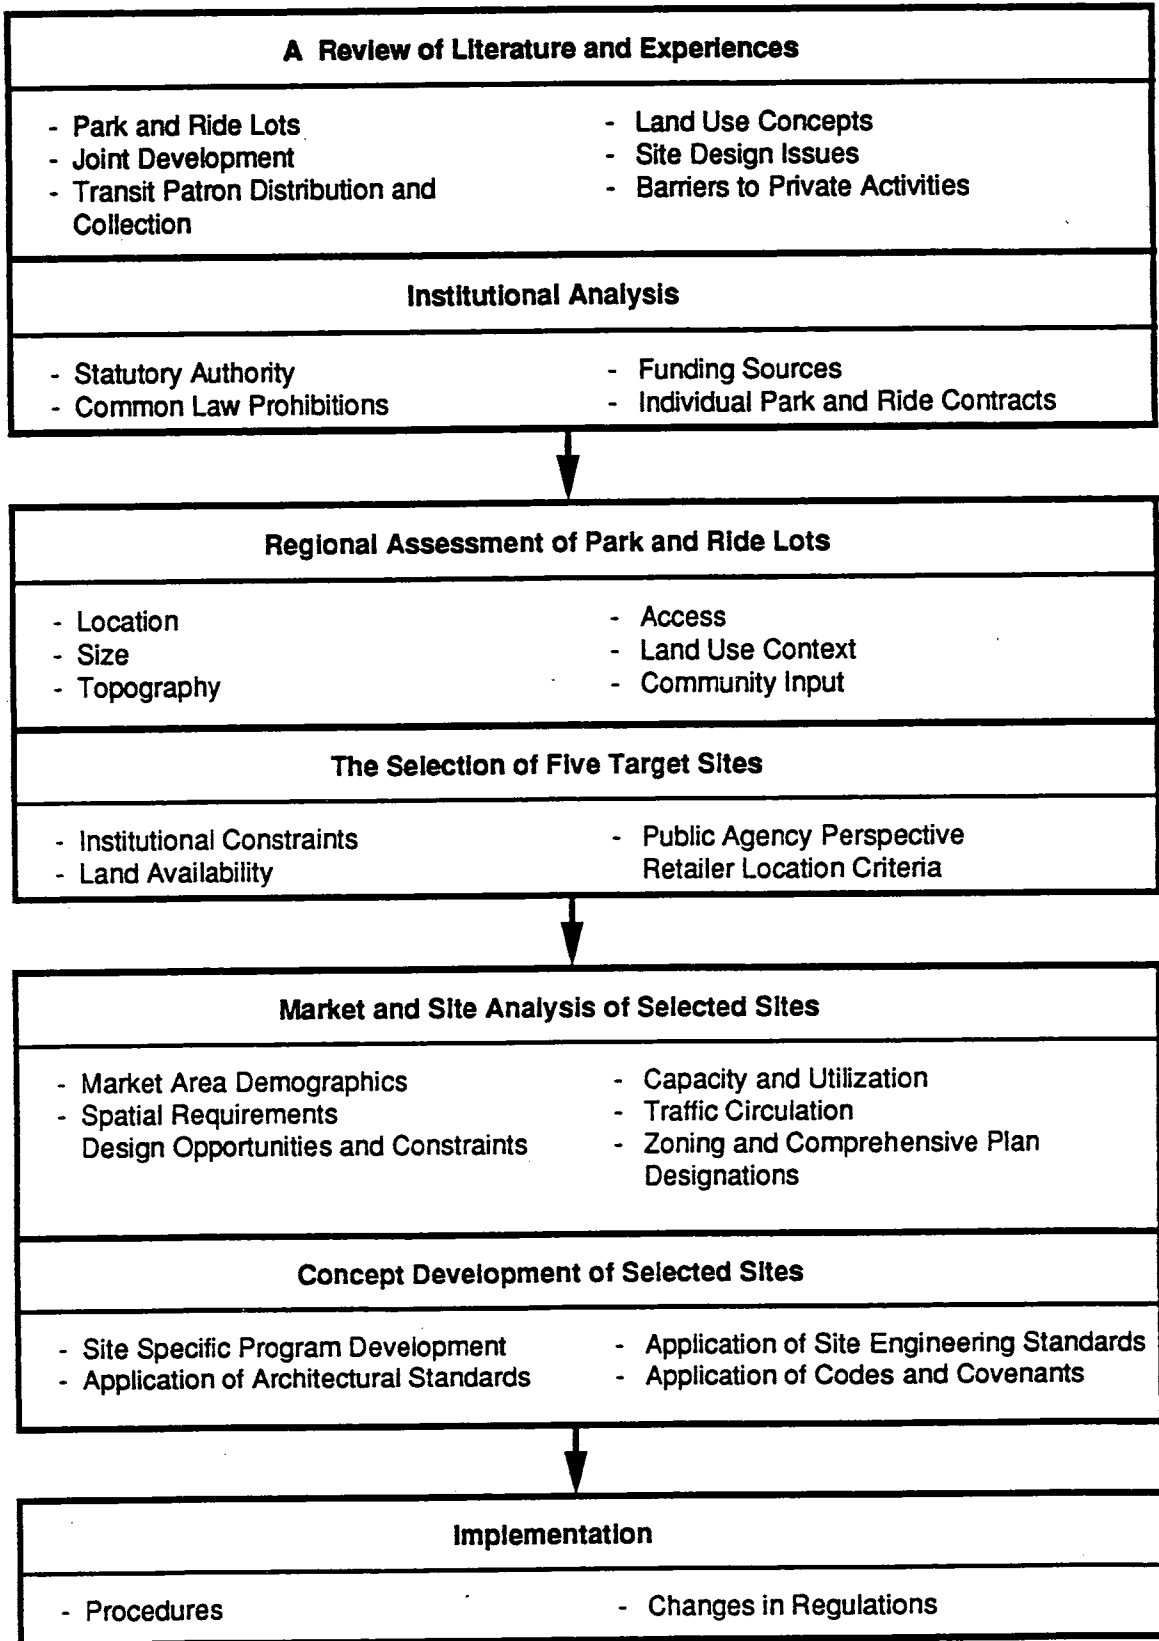 A Review of Literature and Experiences
- Park and Ride Lots
- Joint Development
- Transit Patron Distribution and
Collection
- Land Use Concepts
- Site Design Issues
- Barriers to Private Activities
Institutional Analysis
- Statutory Authority
- Common Law Prohibitions
- Funding Sources
- Individual Park and Ride Contracts
Regional Assessment of Park and Ride Lots
- Location
- Size
- Topography
- Access
- Land Use Context
- Community Input
The Selection of Five Target Sites
- Institutional Constraints
- Land Availability
- Public Agency Perspective
Retailer Location Criteria
Market and Site Analysis of Selected Sites
- Market Area Demographics
- Spatial Requirements
Design Opportunities and Constraints
- Capacity and Utilization
- Traffic Circulation
- Zoning and Comprehensive Plan
Designations
Concept Development of Selected Sites
- Site Specific Program Development
- Application of Architectural Standards
- Application of Site Engineering Standards
- Application of Codes and Covenants
Implementation
- Procedures
- Changes in Regulations